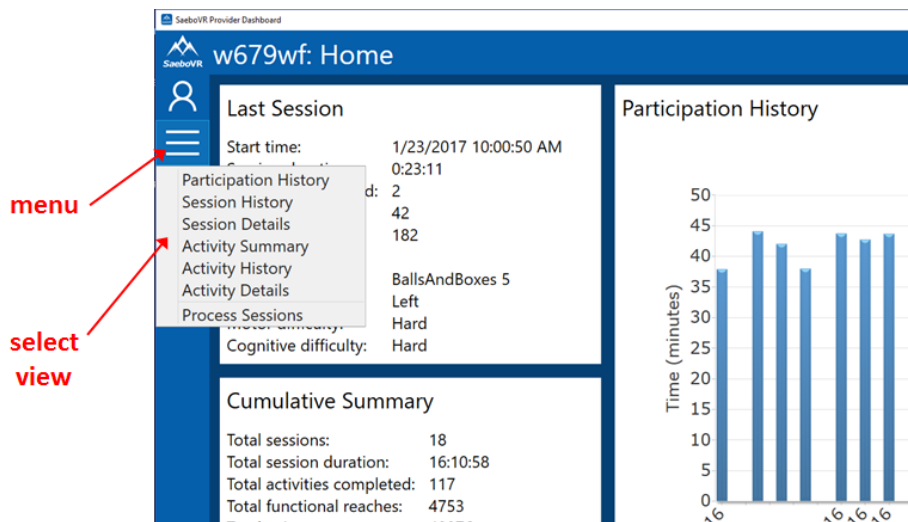 SaeboVR Provider Dashboard
SaeboVR
w679wf: Home
Last Session
Start time: 1/23/2017 10:00:50 AM
0:23:11
d: 2
42
182
BallsAndBoxes 5
Left
Hard
Cognitive difficulty: Hard
menu
select
view
Participation History
Session History
Session Details
Activity Summary
Activity History
Activity Details
Process Sessions
Cumulative Summary
Total sessions: 18
Total session duration: 16:10:58
Total activities completed: 117
Total functional reaches: 4753
Participation History
Time (minutes)
50
45
40
35
30
25
20
15
10
5
0
16
16
16
16